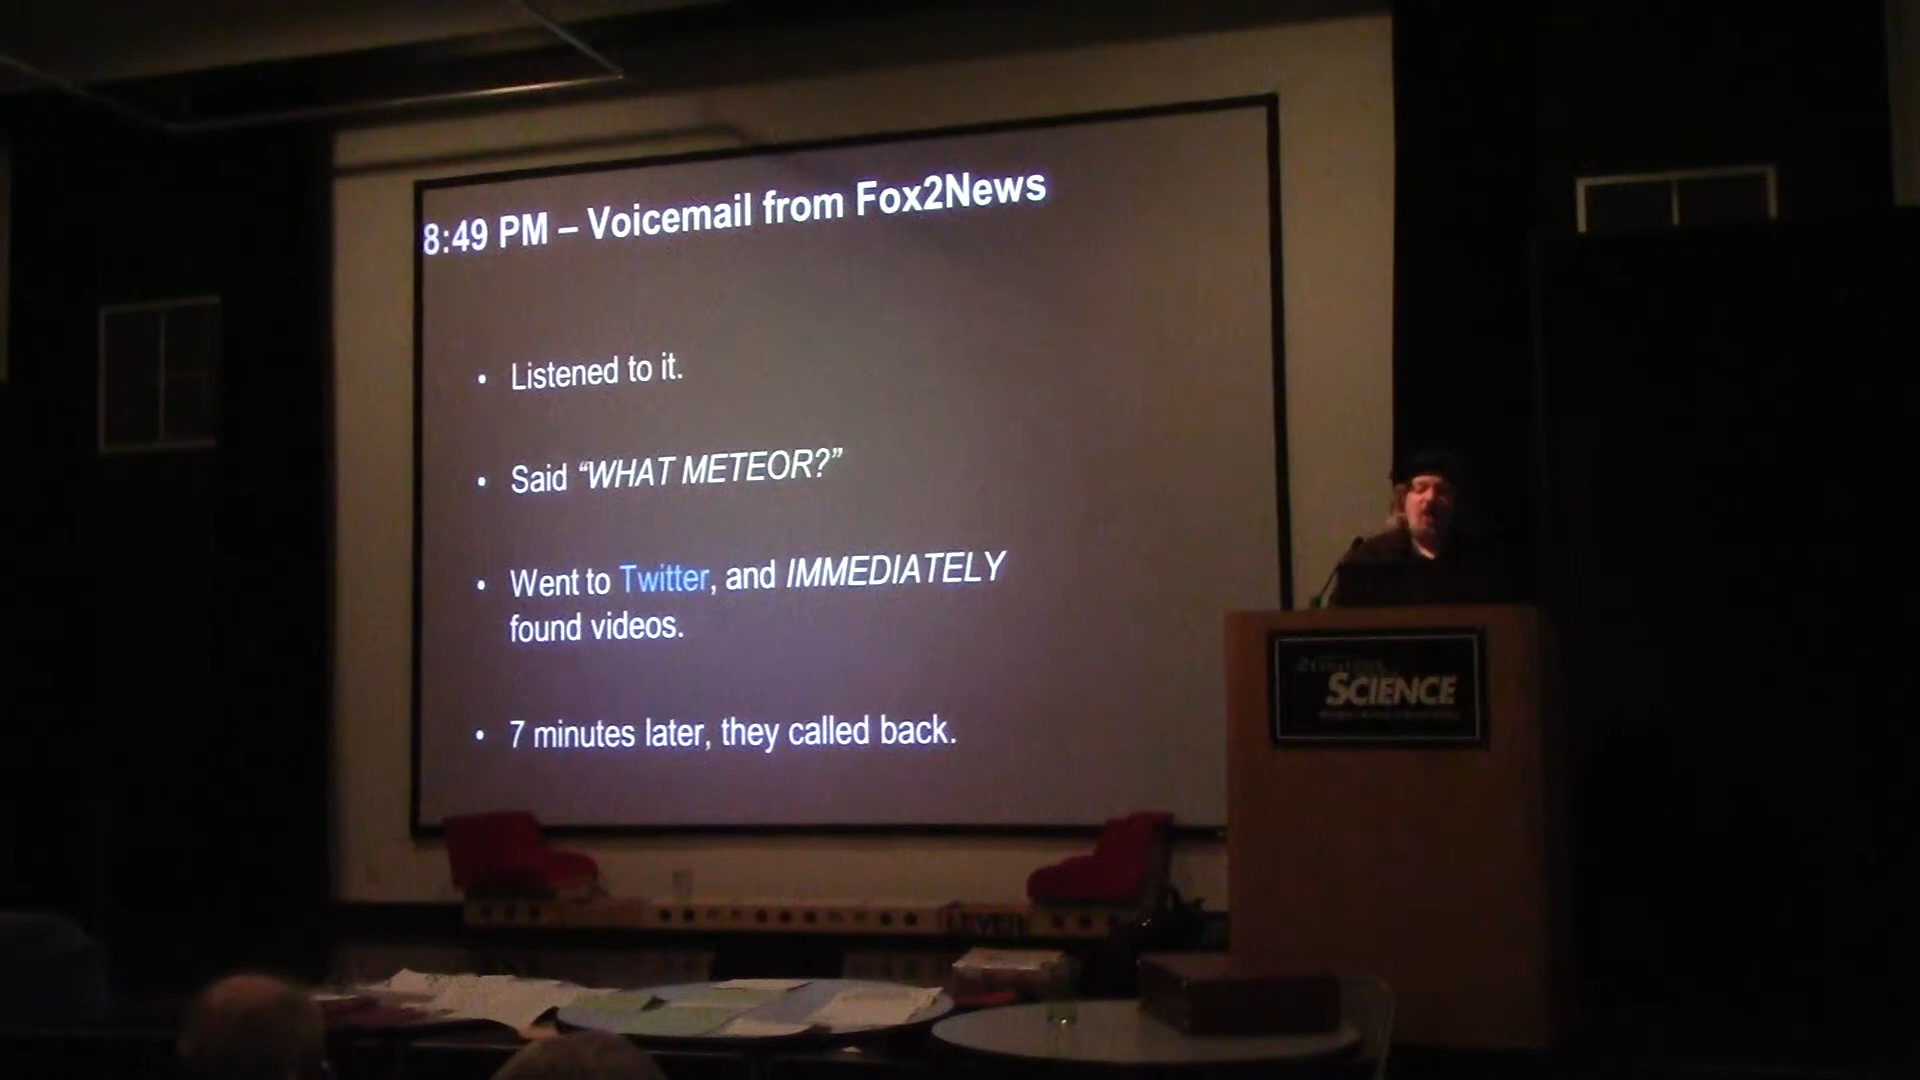 8:49 PM – Voicemail from Fox2News
• Listened to it.
• Said “WHAT METEOR?”
• Went to Twitter, and IMMEDIATELY
found videos.
• 7 minutes later, they called back.
SCIENCE
LEVER